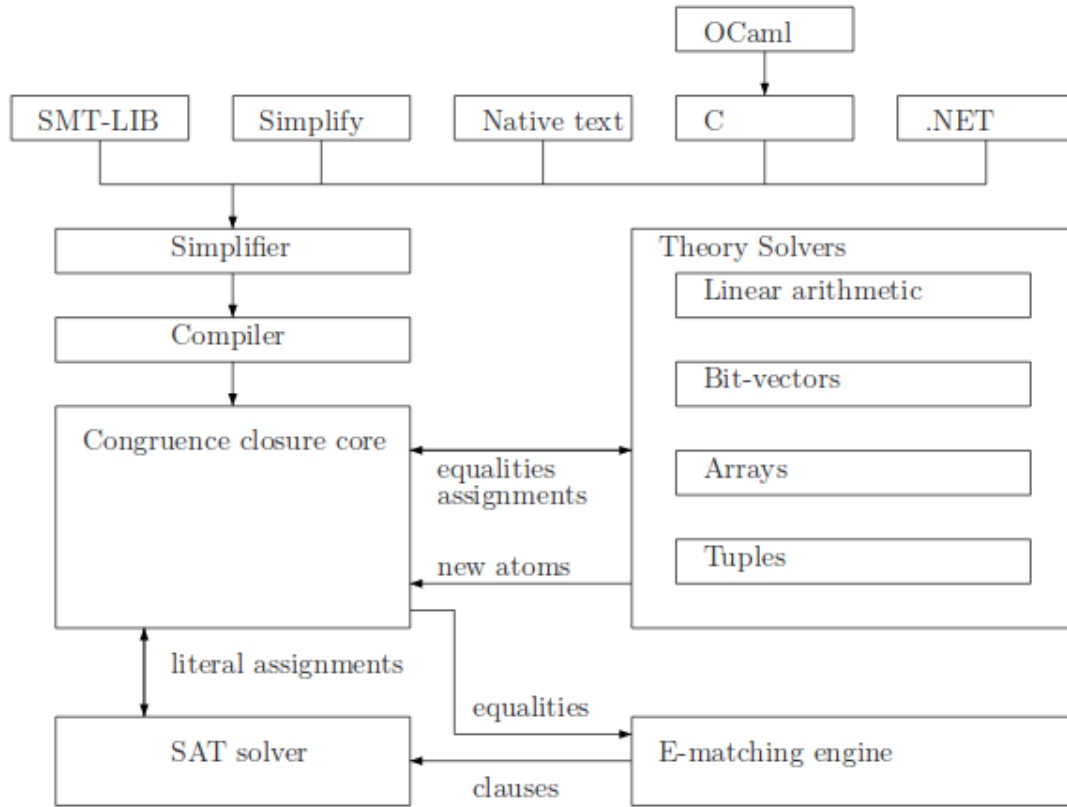 OCaml
SMT-LIB
Simplify
Native text
C
.NET
Simplifier
Theory Solvers
Linear arithmetic
Compiler
Bit-vectors
Congruence closure core
equalities
assignments
Arrays
new atoms
Tuples
literal assignments
equalities
SAT solver
E-matching engine
clauses